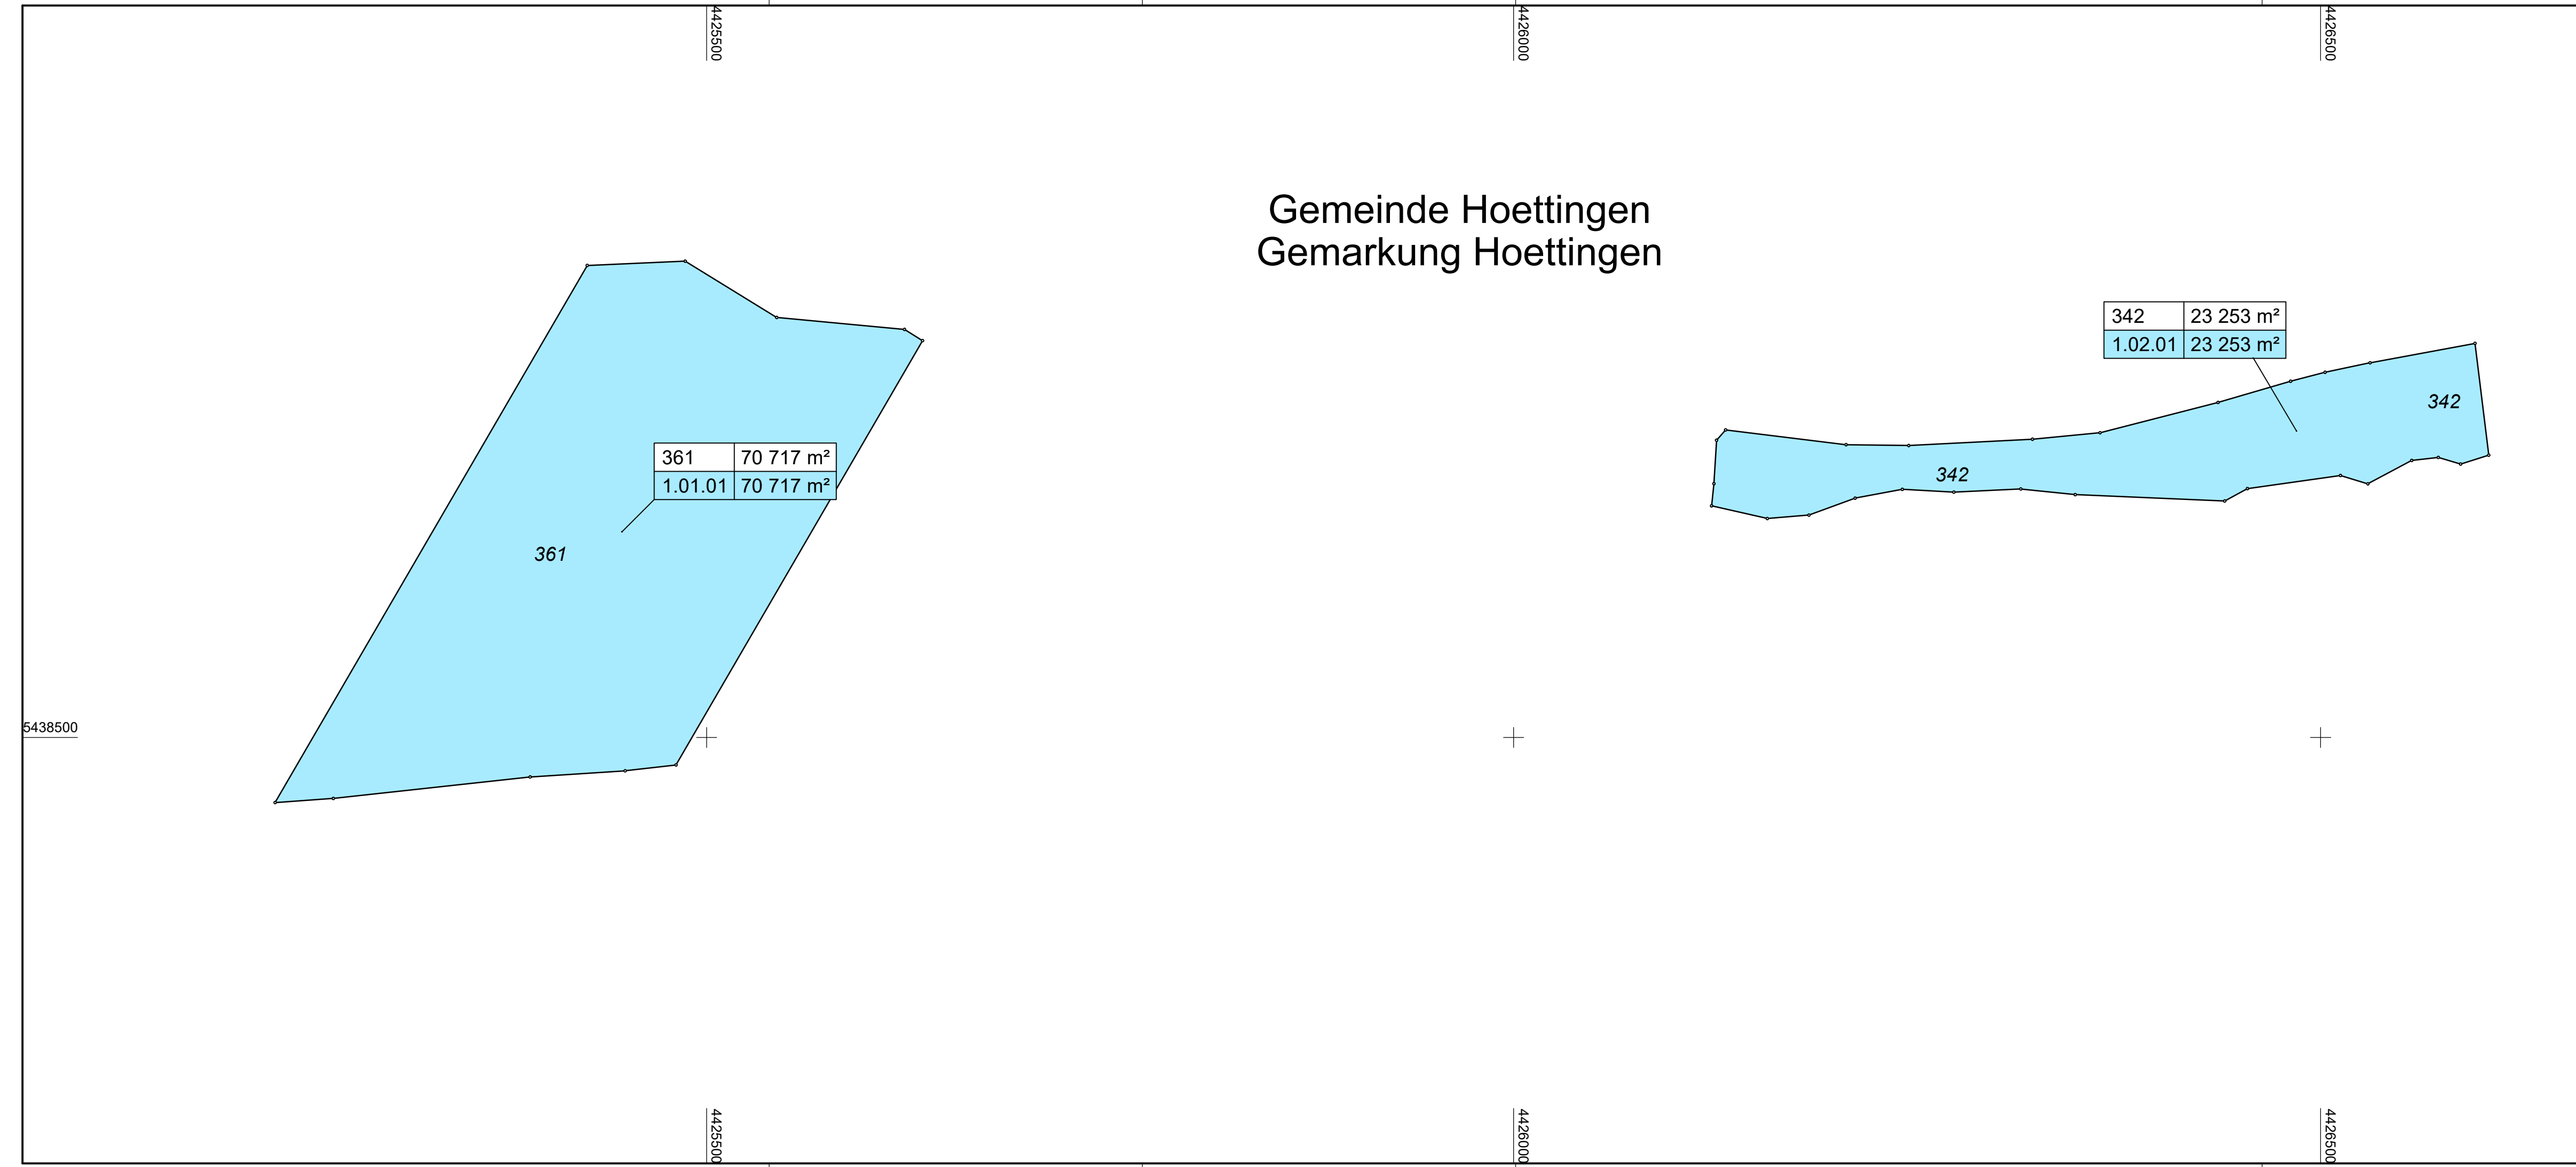 4425500
4426000
4426500
Gemeinde Hoettingen
Gemarkung Hoettingen
342 23 253 m²
1.02.01 23 253 m²
342
361 70 717 m²
1.01.01 70 717 m²
342
361
5438500
4425500
4426000
4426500